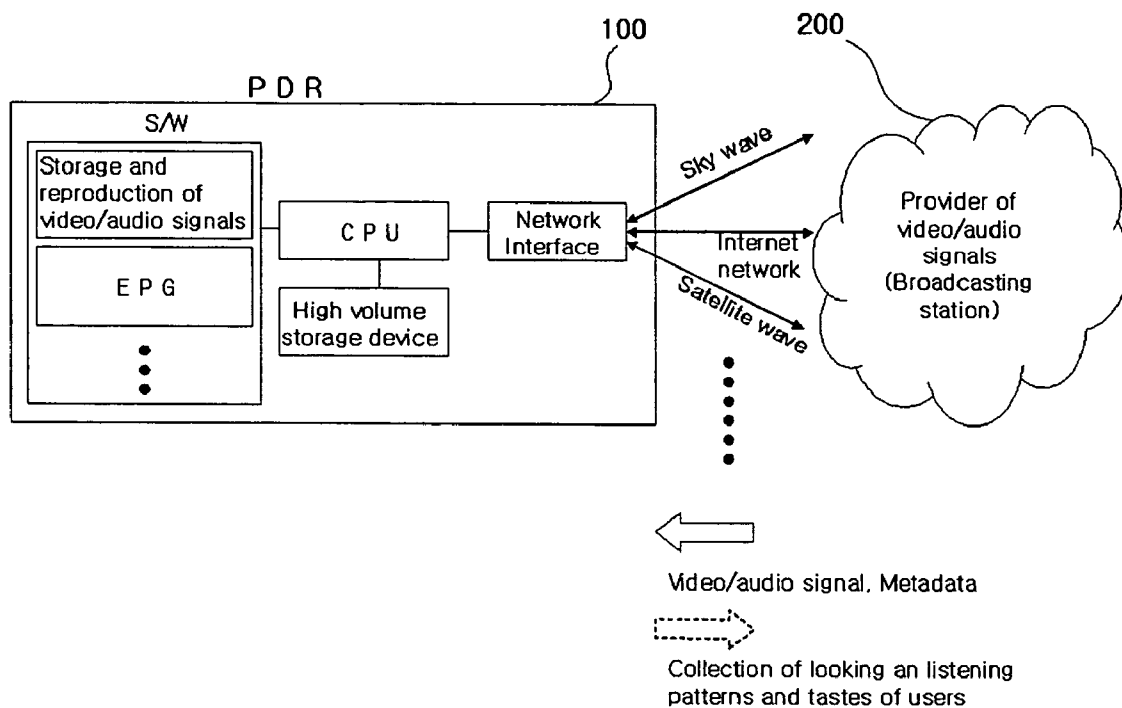 100
200
PDR
S/W
Storage and
reproduction of
video/audio signals
EPG
CPU
High volume
storage device
Network
Interface
Sky wave
Internet
network
Satellite wave
Provider of
video/audio
signals
(Broadcasting
station)
Video/audio signal, Metadata
Collection of looking an listening
patterns and tastes of users